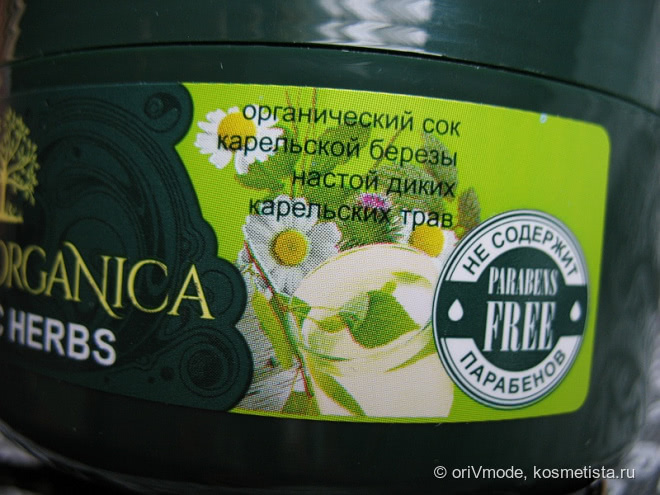 органический сок
карельской березы
настой диких
карельских трав
ORGANICA
C HERBS
НЕ СОДЕРЖИТ
PARABENS
FREE
ПАРАБЕНОВ
© oriVmode, kosmetista.ru